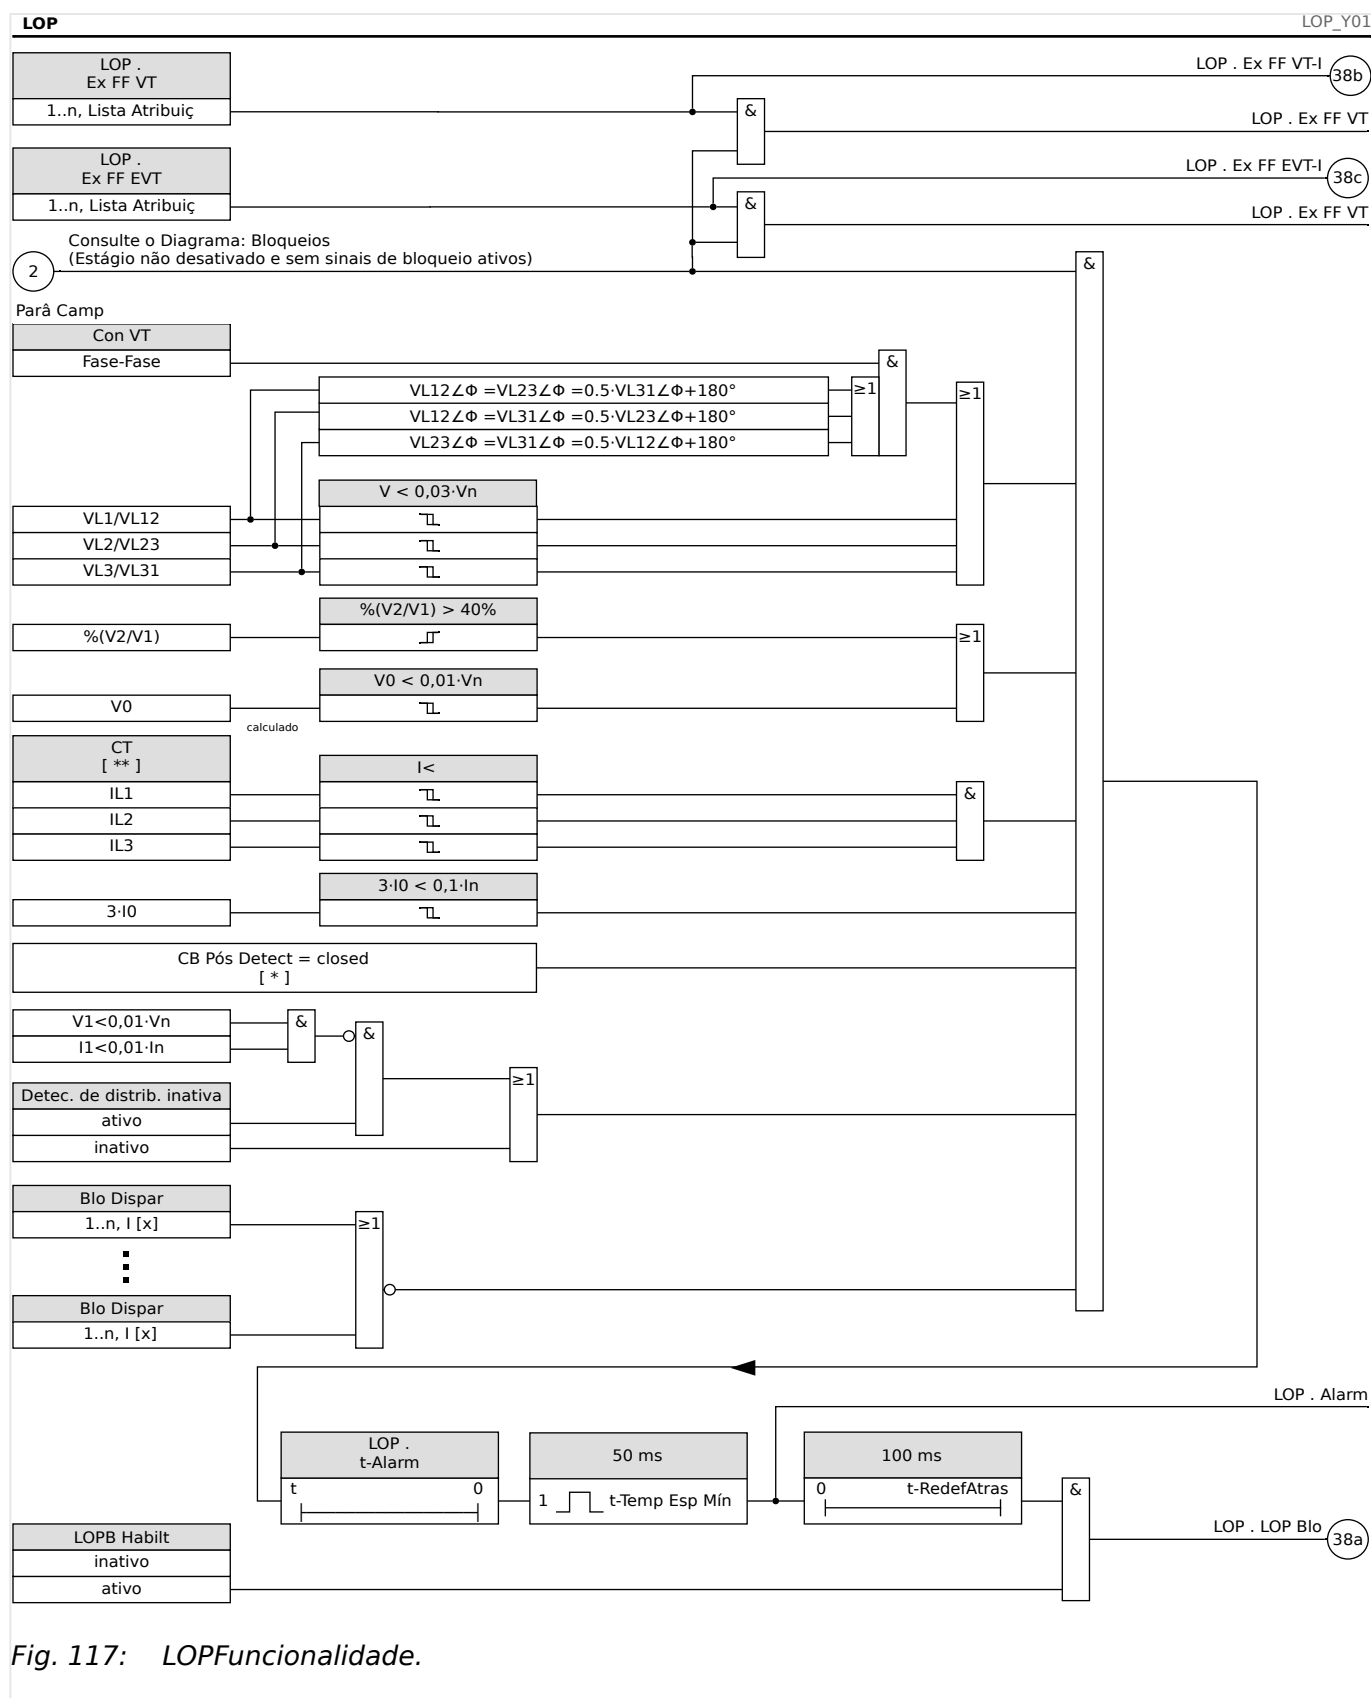 LOP
LOP_Y01
LOP .
Ex FF VT
1..n, Lista Atribuiç
LOP . Ex FF VT-I
38b
&
LOP . Ex FF VT
LOP .
Ex FF EVT
1..n, Lista Atribuiç
LOP . Ex FF EVT-I
38c
&
LOP . Ex FF VT
Consulte o Diagrama: Bloqueios
(Estágio não desativado e sem sinais de bloqueio ativos)
2
&
Parâ Camp
Con VT
Fase-Fase
&
VL12∠Φ =VL23∠Φ =0.5·VL31∠Φ+180°
≥1
≥1
VL12∠Φ =VL31∠Φ =0.5·VL23∠Φ+180°
VL23∠Φ =VL31∠Φ =0.5·VL12∠Φ+180°
V < 0,03·Vn
VL1/VL12
VL2/VL23
VL3/VL31
%(V2/V1) > 40%
%(V2/V1)
≥1
V0 < 0,01·Vn
V0
calculado
CT
[ ** ]
I<
IL1
&
IL2
IL3
3·I0 < 0,1·In
3·I0
CB Pós Detect = closed
[ * ]
V1<0,01·Vn
&
&
I1<0,01·In
≥1
Detec. de distrib. inativa
ativo
inativo
Blo Dispar
1..n, I [x]
≥1
Blo Dispar
1..n, I [x]
LOP . Alarm
LOP .
t-Alarm
50 ms
100 ms
t 0
1 t-Temp Esp Mín
0 t-RedefAtras
&
LOPB Habilt
inativo
ativo
LOP . LOP Blo
38a
Fig. 117: LOPFuncionalidade.